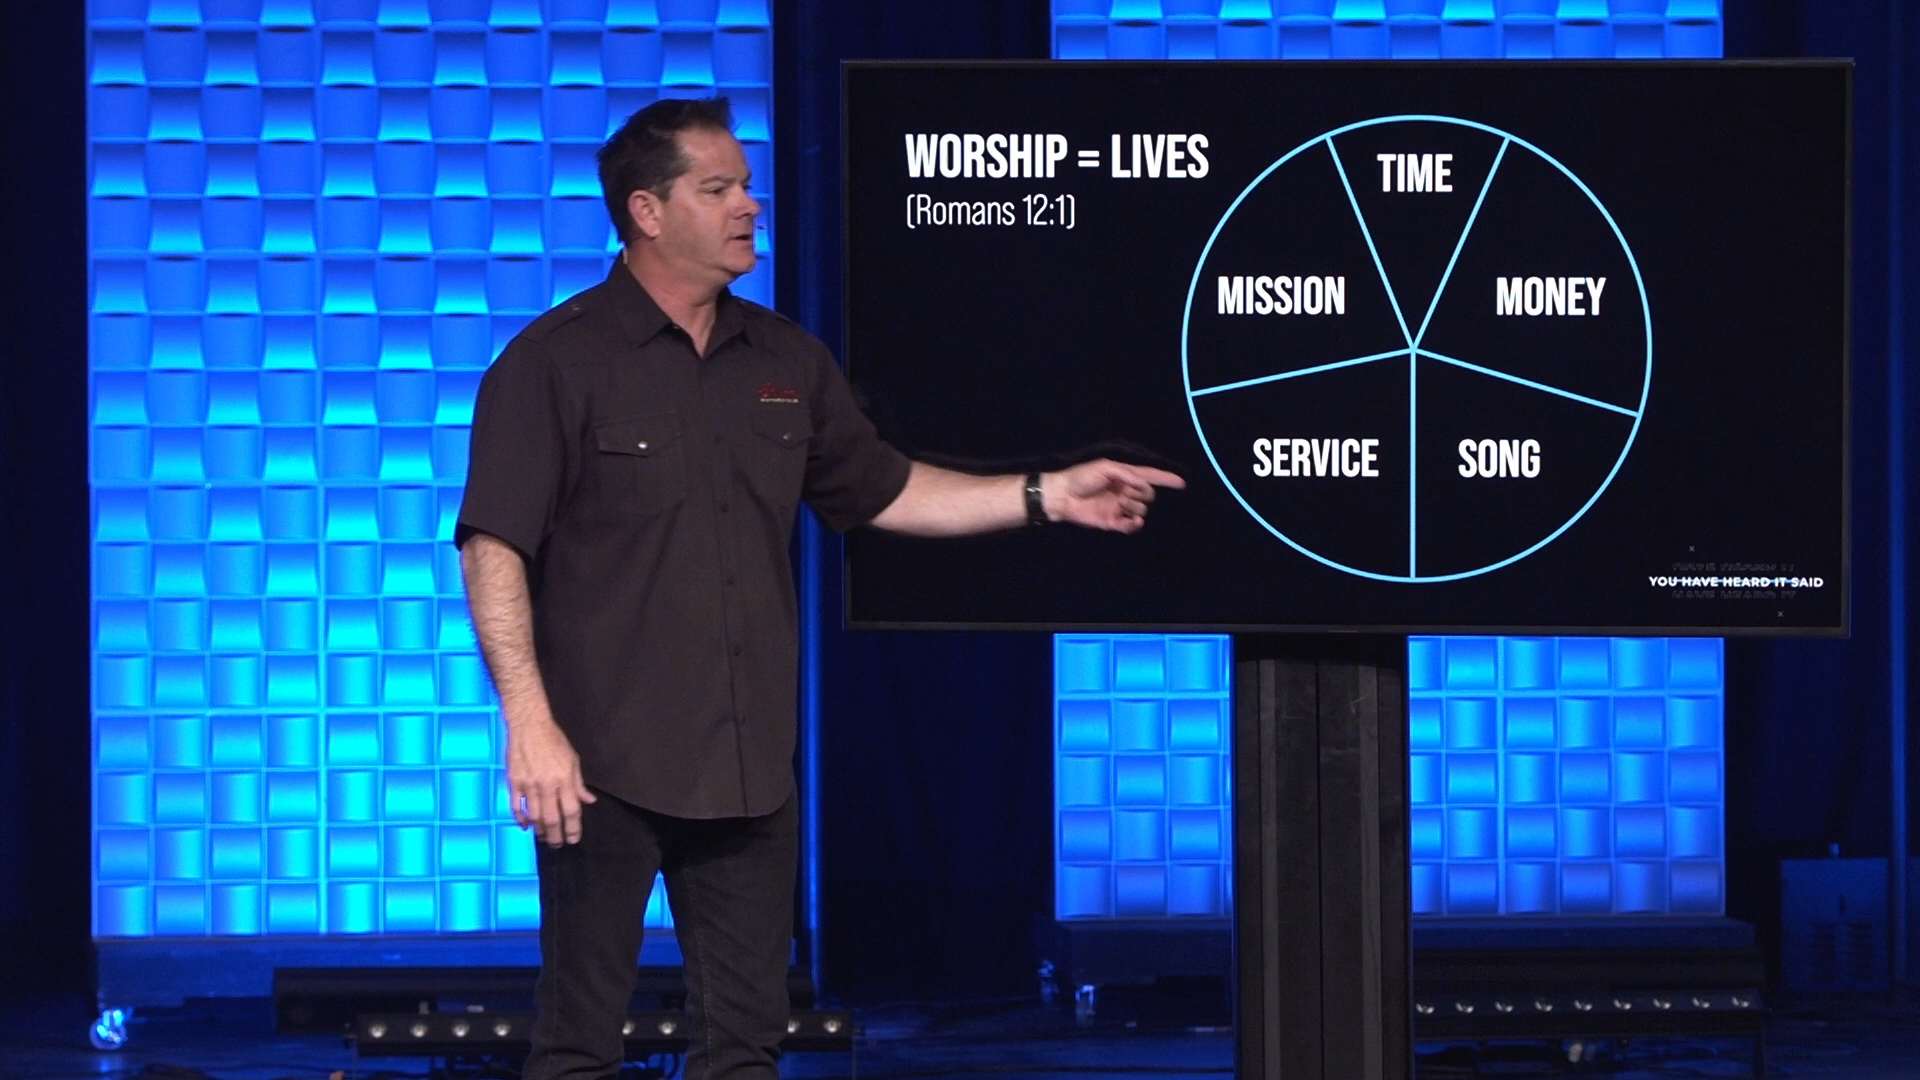 WORSHIP = LIVES
(Romans 12:1)
TIME
MISSION
MONEY
SERVICE
SONG
YOU HAVE HEARD IT SAID